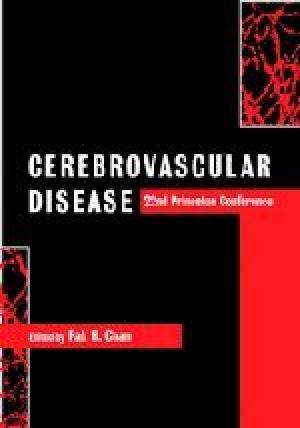 CEREBROVASCULAR
DISEASE
22nd Princeton Conference
Edited by Pak H. Chan